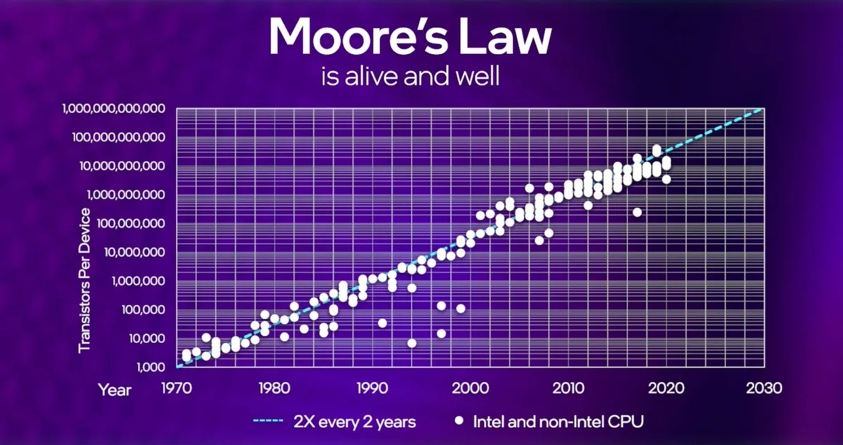 Moore's Law
is alive and well
Transistors Per Device
1,000,000,000,000
100,000,000,000
10,000,000,000
1,000,000,000
100,000,000
10,000,000
1,000,000
100,000
10,000
1,000
Year
1970 1980 1990 2000 2010 2020 2030
2X every 2 years Intel and non-Intel CPU